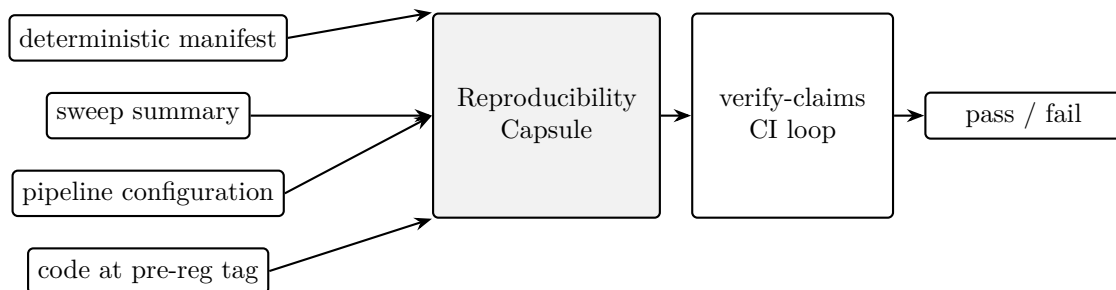 deterministic manifest
sweep summary
pipeline configuration
code at pre-reg tag
Reproducibility
Capsule
verify-claims
CI loop
pass / fail